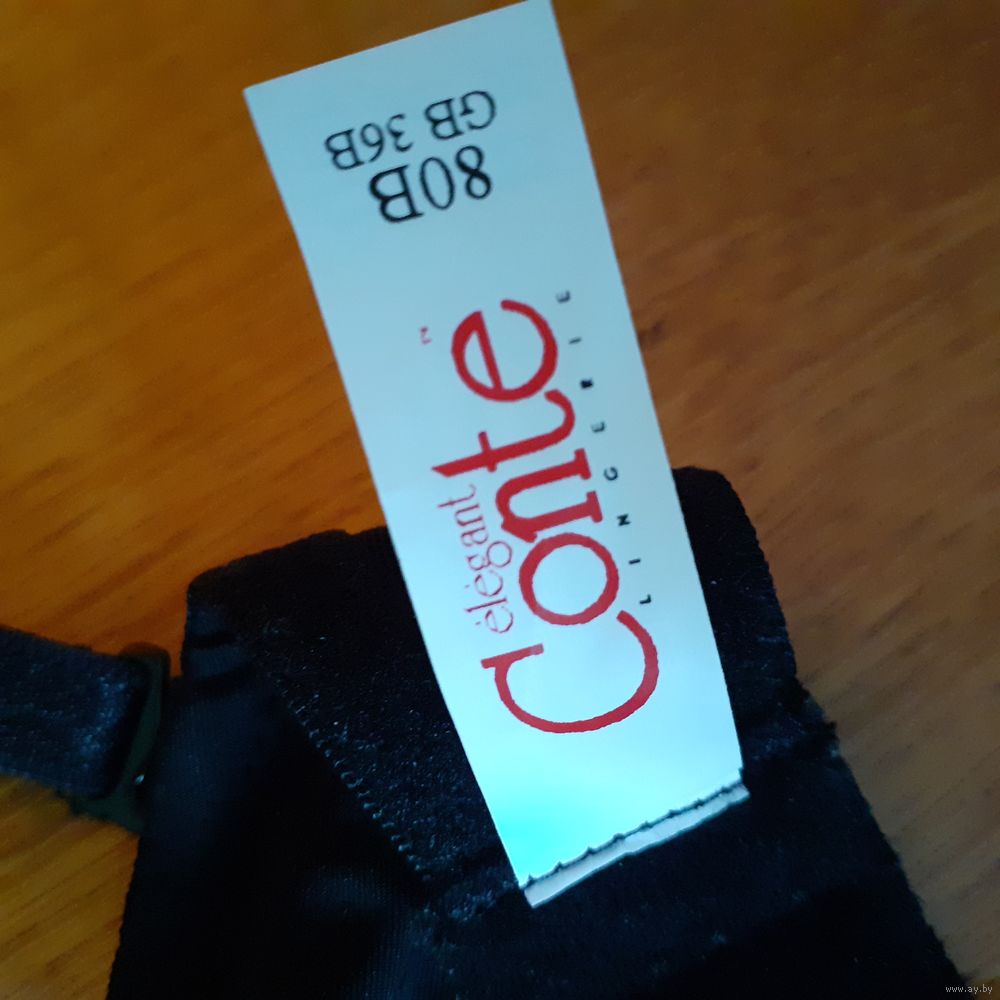 80B
GB 36B
élégant
Conte
LINGERIE
www.ay.by